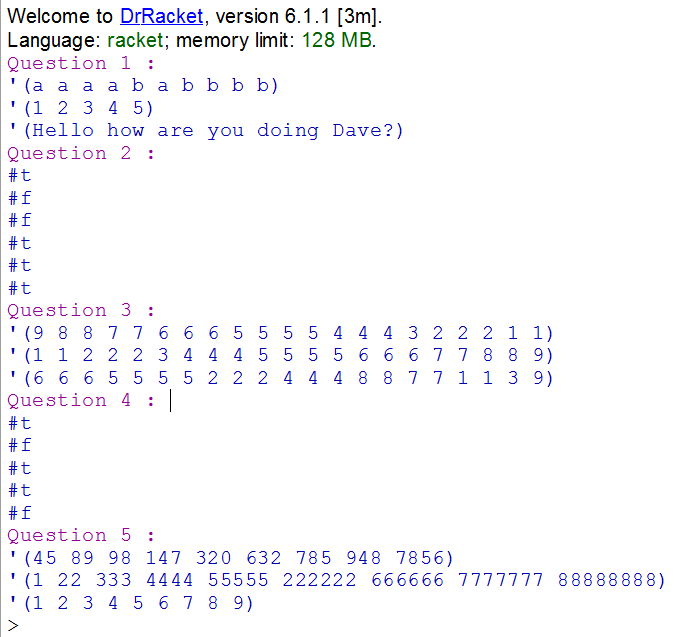 Welcome to DrRacket, version 6.1.1 [3m].
Language: racket; memory limit: 128 MB.
Question 1 :
'(a a a a b a b b b b)
'(1 2 3 4 5)
'(Hello how are you doing Dave?)
Question 2 :
#t
#f
#f
#t
#t
#t
Question 3 :
'(9 8 8 7 7 6 6 6 5 5 5 5 4 4 4 3 2 2 2 1 1)
'(1 1 2 2 2 3 4 4 4 5 5 5 5 6 6 6 7 7 8 8 9)
'(6 6 6 5 5 5 5 2 2 2 4 4 4 8 8 7 7 1 1 3 9)
Question 4 :
#t
#f
#t
#t
#f
Question 5 :
'(45 89 98 147 320 632 785 948 7856)
'(1 22 333 4444 55555 222222 666666 7777777 88888888)
'(1 2 3 4 5 6 7 8 9)
>